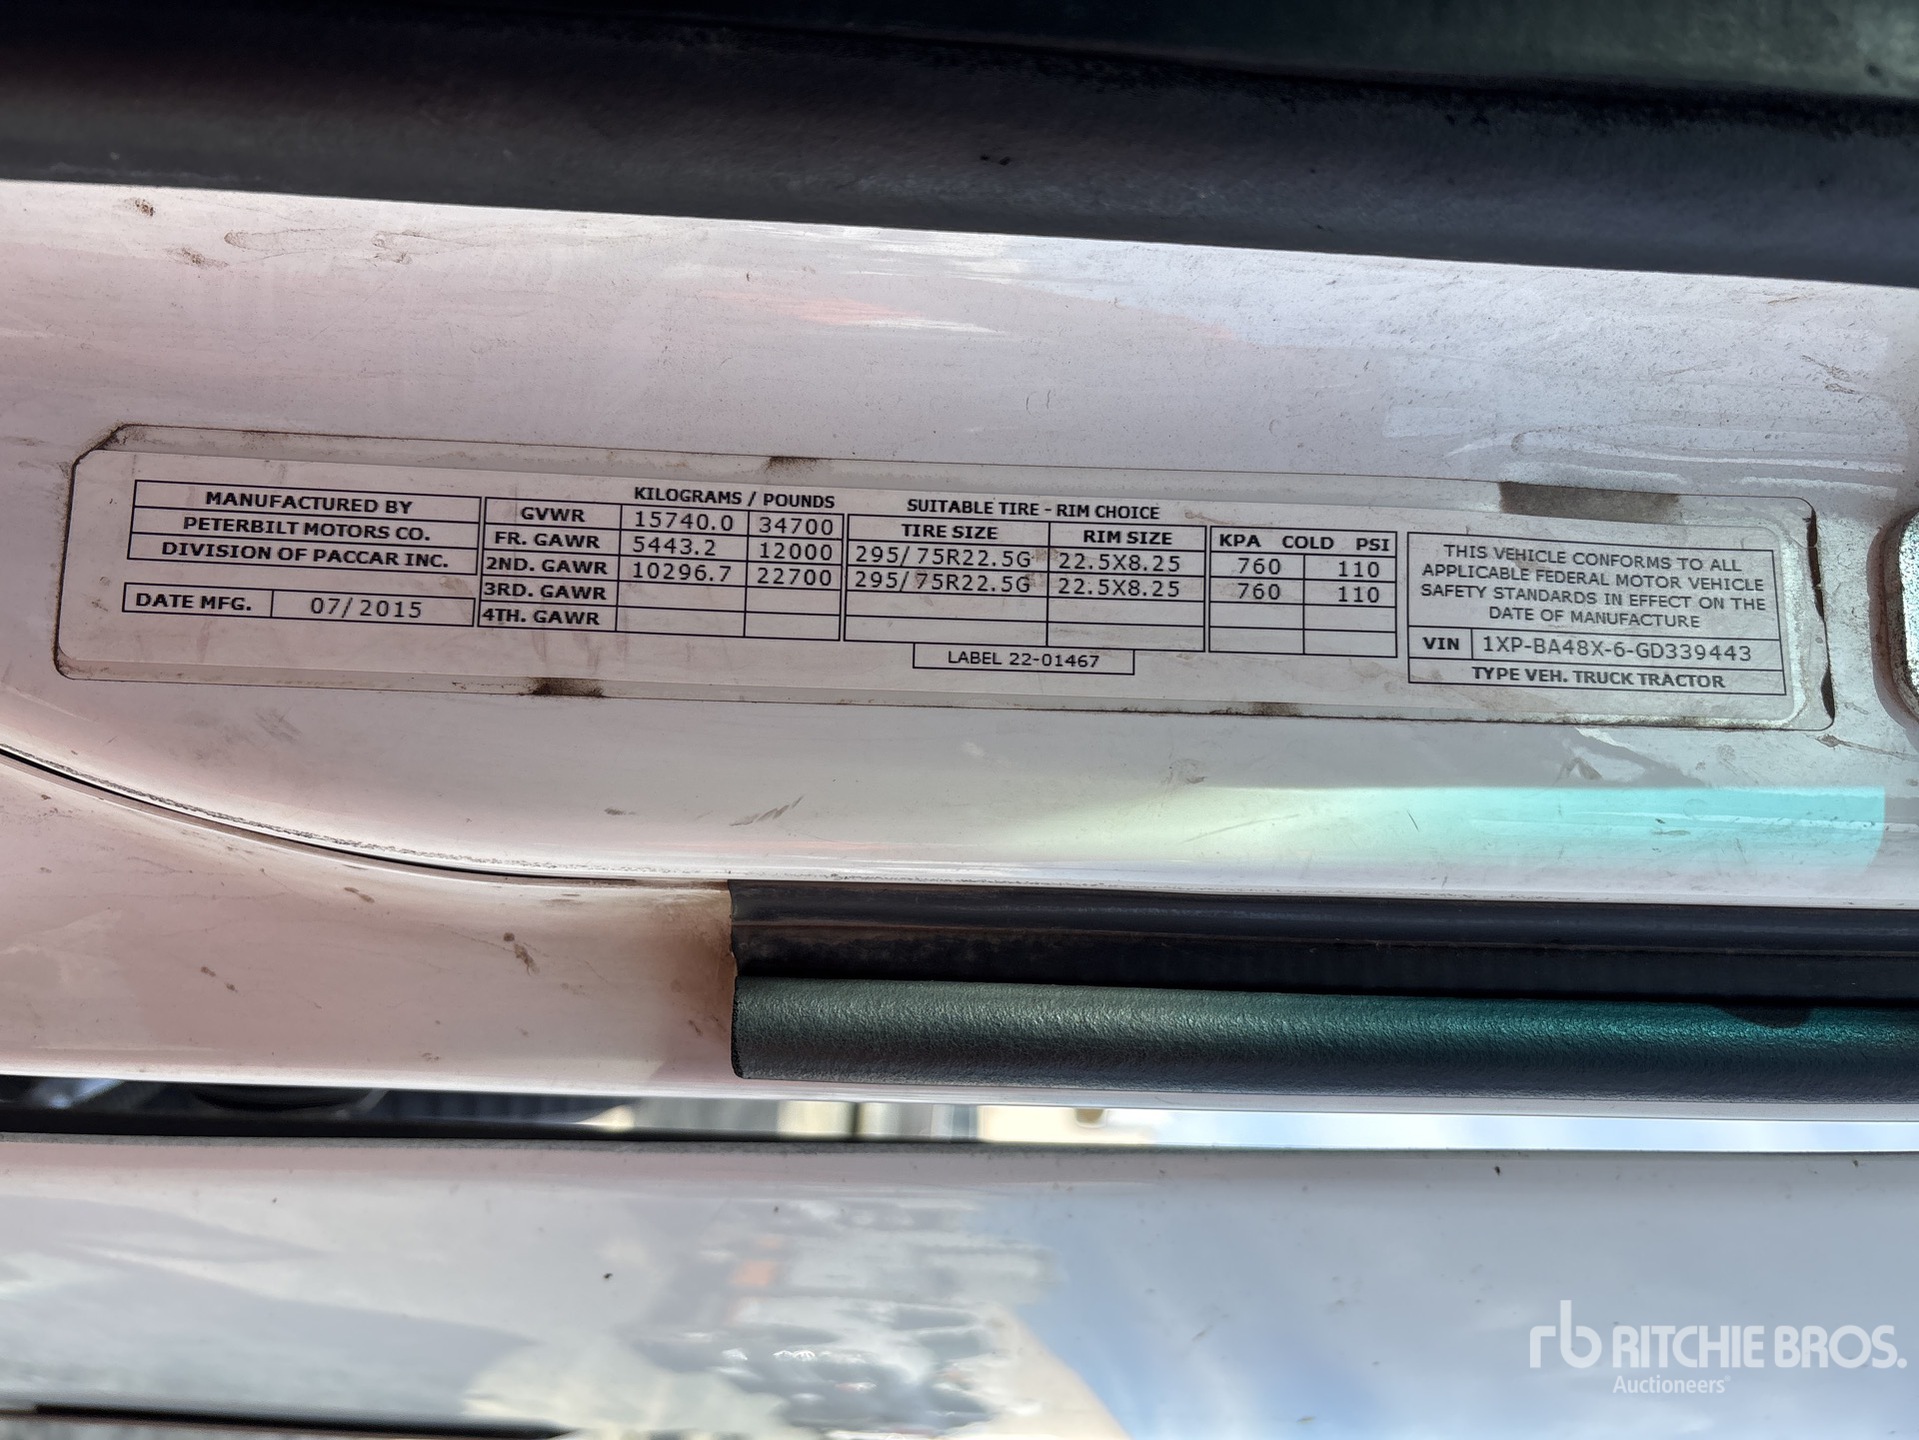 MANUFACTURED BY
PETERBILT MOTORS CO.
DIVISION OF PACCAR INC.
DATE MFG. 07/2015
KILOGRAMS / POUNDS
GVWR 15740.0 34700
FR. GAWR 5443.2 12000
2ND. GAWR 10296.7 22700
3RD. GAWR
4TH. GAWR
SUITABLE TIRE - RIM CHOICE
TIRE SIZE RIM SIZE
295/75R22.5G 22.5X8.25
295/75R22.5G 22.5X8.25
KPA COLD PSI
760 110
760 110
LABEL 22-01467
THIS VEHICLE CONFORMS TO ALL
APPLICABLE FEDERAL MOTOR VEHICLE
SAFETY STANDARDS IN EFFECT ON THE
DATE OF MANUFACTURE
VIN 1XP-BA48X-6-GD339443
TYPE VEH. TRUCK TRACTOR
rb RITCHIE BROS.
Auctioneers